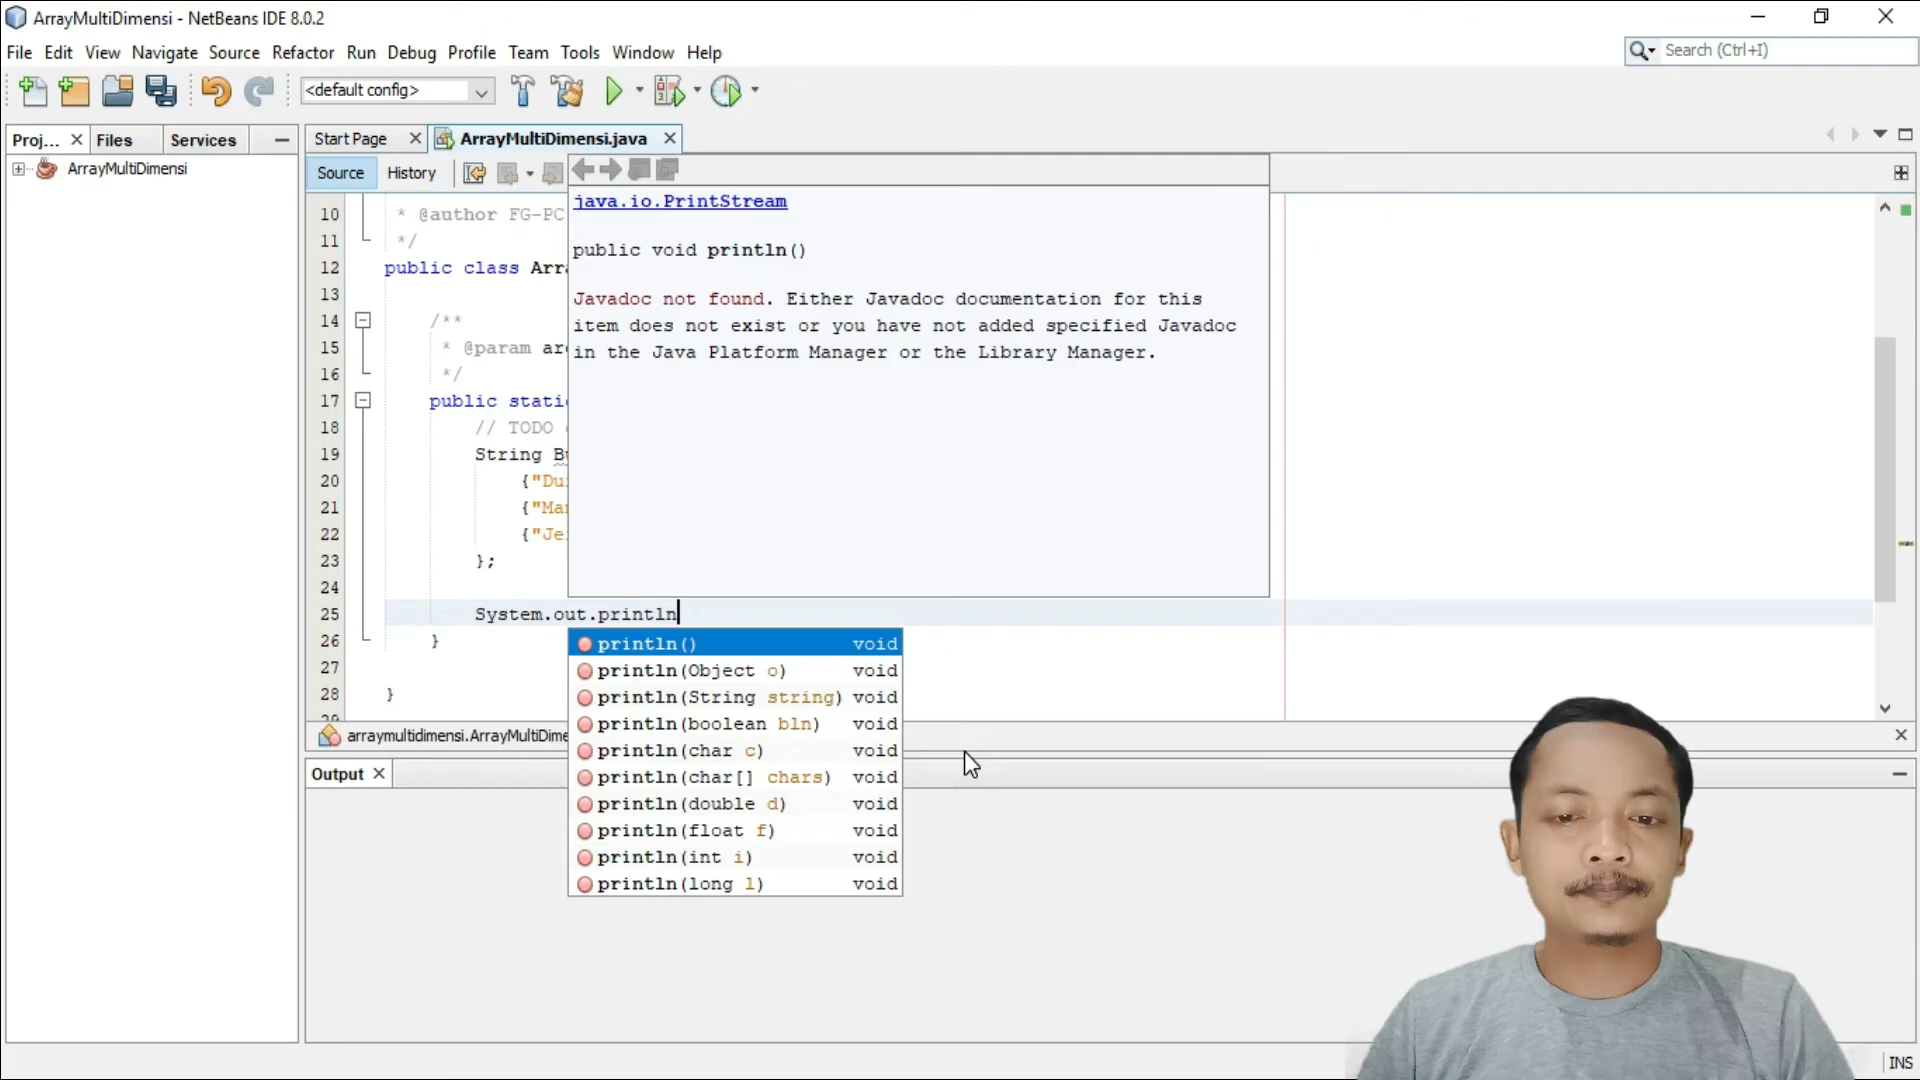 ArrayMultiDimensi - NetBeans IDE 8.0.2
File Edit View Navigate Source Refactor Run Debug Profile Team Tools Window Help
Search (Ctrl+I)
<default config>
Proj... Files Services
Start Page ArrayMultiDimensi.java
ArrayMultiDimensi
Source History
java.io.PrintStream
public void println()
Javadoc not found. Either Javadoc documentation for this
item does not exist or you have not added specified Javadoc
in the Java Platform Manager or the Library Manager.
10 * @author FG-PC
11 */
12 public class Arr
13
14 /**
15 * @param ar
16 */
17 public stati
18 // TODO
19 String B
20 {"Du
21 {"Ma
22 {"Je
23 };
24
25 System.out.println
26 }
27
28 }
29
println() void
println(Object o) void
println(String string) void
println(boolean bln) void
println(char c) void
println(char[] chars) void
println(double d) void
println(float f) void
println(int i) void
println(long l) void
arraymultidimensi.ArrayMultiDime
Output
INS